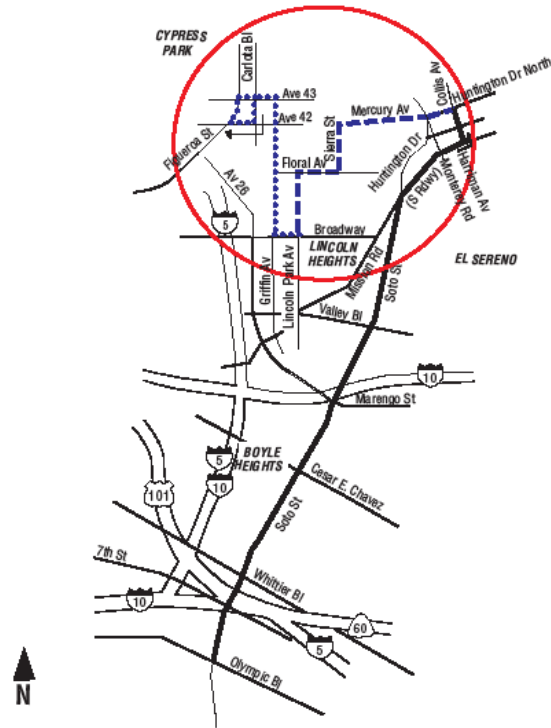 CYPRESS
PARK
Carlota Bl
Collis Av
Huntington Dr North
Ave 43
Mercury Av
Ave 42
Sierra St
Figueroa St
Huntington Dr
Floral Av
(S Rdwy)
Harriman Av
Monterey Rd
Av 26
5
Broadway
LINCOLN
HEIGHTS
EL SERENO
Griffin Av
Lincoln Park Av
Mission Rd
Soto St
Valley Bl
10
Marengo St
BOYLE
HEIGHTS
5
10
Cesar E. Chavez
101
Soto St
7th St
Whittier Bl
10
60
5
Olympic Bl
N